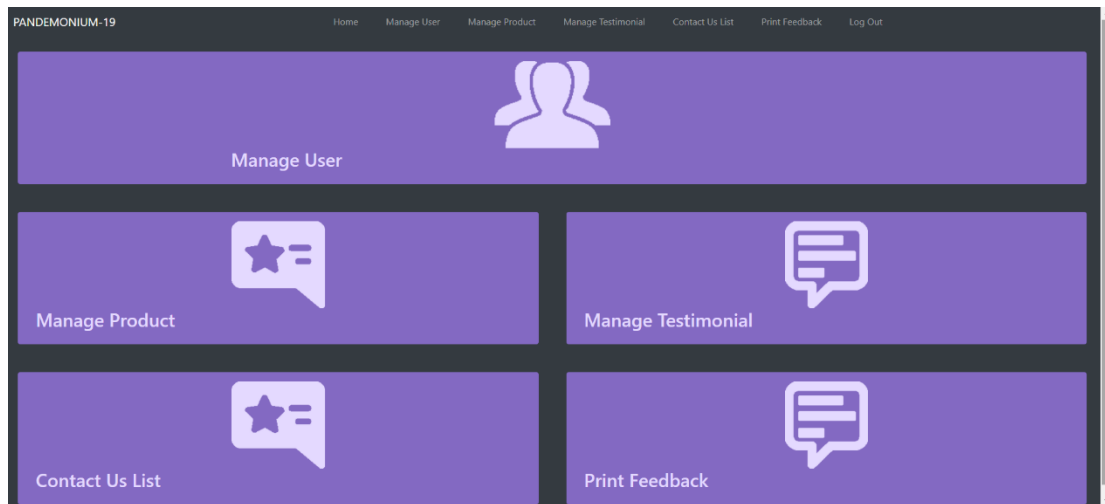 PANDEMONIUM-19 Home Manage User Manage Product Manage Testimonial Contact Us List Print Feedback Log Out
Manage User
Manage Product
Manage Testimonial
Contact Us List
Print Feedback